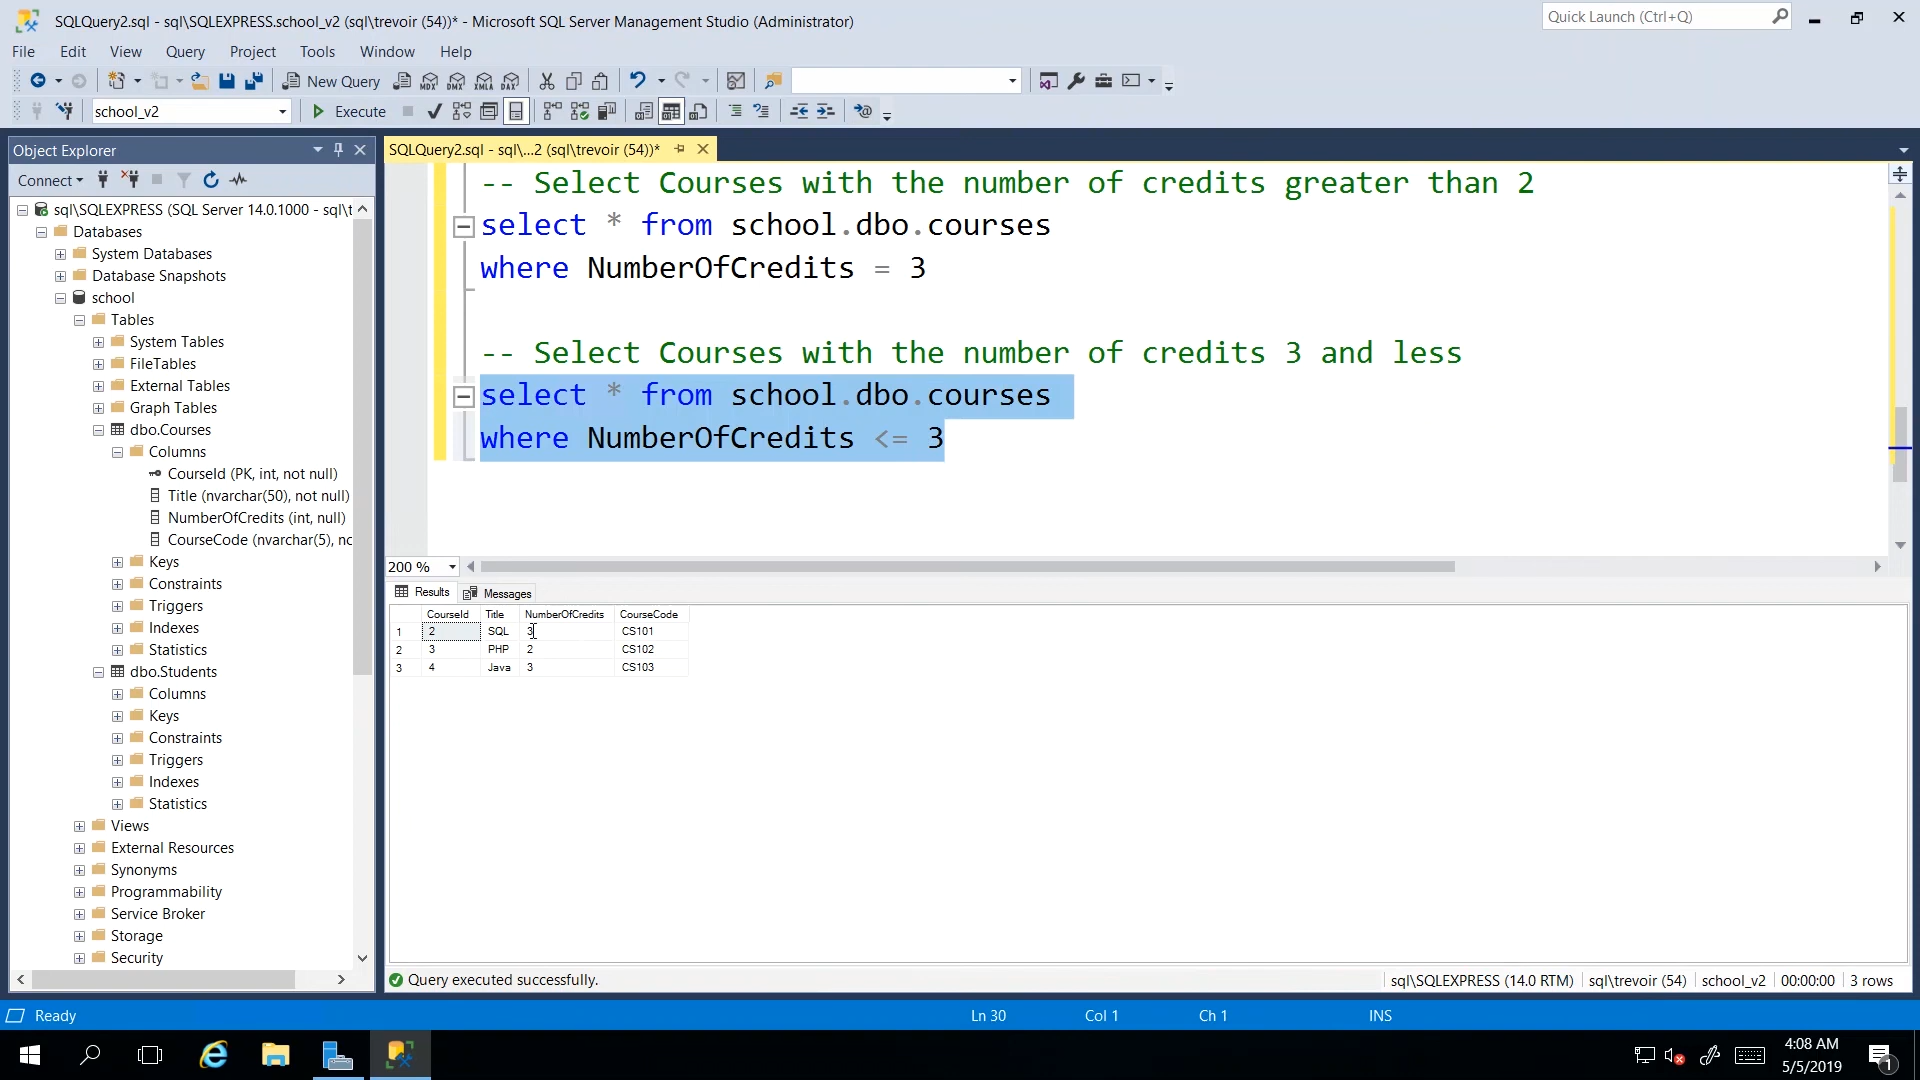 SQLQuery2.sql - sql\SQLEXPRESS.school_v2 (sql\trevoir (54))* - Microsoft SQL Server Management Studio (Administrator)
Quick Launch (Ctrl+Q)
File Edit View Query Project Tools Window Help
New Query MDX DMX XMLA DAX
school_v2 Execute
Object Explorer
SQLQuery2.sql - sql\...2 (sql\trevoir (54))*
Connect
sql\SQLEXPRESS (SQL Server 14.0.1000 - sql\t
Databases
System Databases
Database Snapshots
school
Tables
System Tables
FileTables
External Tables
Graph Tables
dbo.Courses
Columns
CourseId (PK, int, not null)
Title (nvarchar(50), not null)
NumberOfCredits (int, null)
CourseCode (nvarchar(5), nc
Keys
Constraints
Triggers
Indexes
Statistics
dbo.Students
Columns
Keys
Constraints
Triggers
Indexes
Statistics
Views
External Resources
Synonyms
Programmability
Service Broker
Storage
Security
-- Select Courses with the number of credits greater than 2
select * from school.dbo.courses
where NumberOfCredits = 3
-- Select Courses with the number of credits 3 and less
select * from school.dbo.courses
where NumberOfCredits <= 3
200 %
Results Messages
CourseId Title NumberOfCredits CourseCode
1 2 SQL 3 CS101
2 3 PHP 2 CS102
3 4 Java 3 CS103
Query executed successfully. sql\SQLEXPRESS (14.0 RTM) sql\trevoir (54) school_v2 00:00:00 3 rows
Ready Ln 30 Col 1 Ch 1 INS
4:08 AM
5/5/2019
1